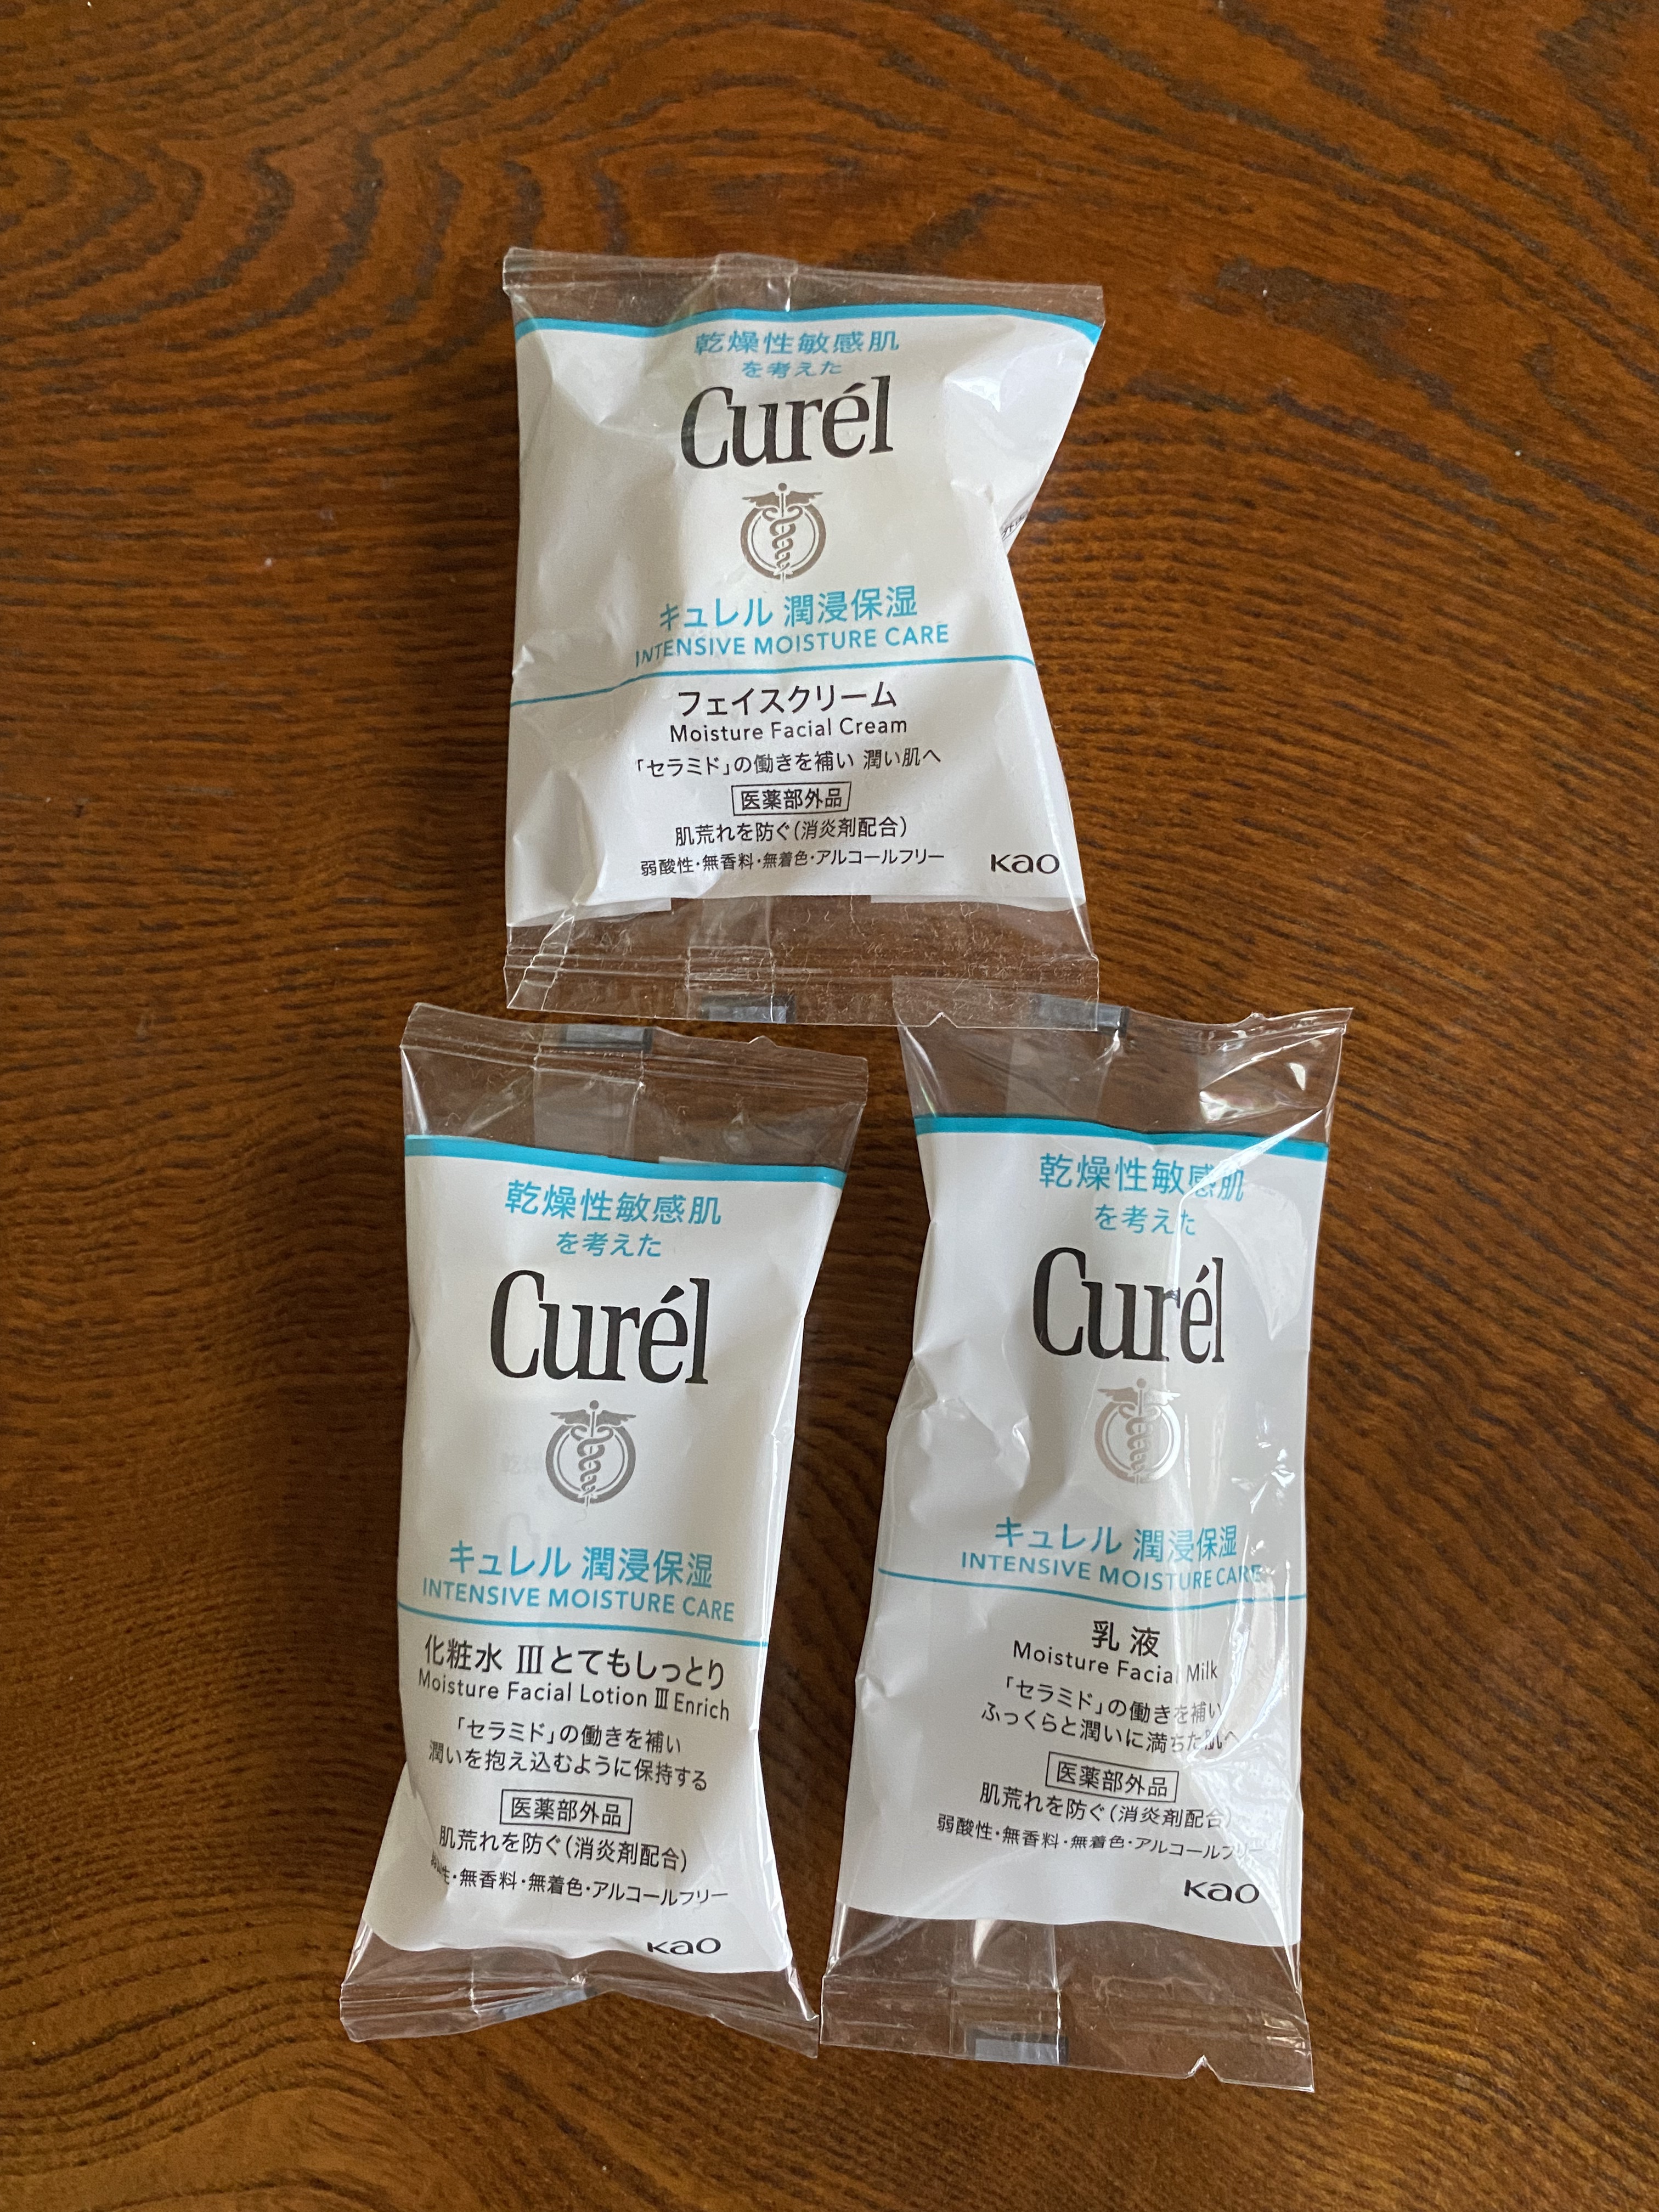 乾燥性敏感肌
を考えた
Curél
キュレル 潤浸保湿
INTENSIVE MOISTURE CARE
フェイスクリーム
Moisture Facial Cream
「セラミド」の働きを補い 潤い肌へ
医薬部外品
肌荒れを防ぐ(消炎剤配合)
弱酸性・無香料・無着色・アルコールフリー
Kao
乾燥性敏感肌
を考えた
Curél
キュレル 潤浸保湿
INTENSIVE MOISTURE CARE
化粧水 Ⅲとてもしっとり
Moisture Facial Lotion Ⅲ Enrich
「セラミド」の働きを補い
潤いを抱え込むように保持する
医薬部外品
肌荒れを防ぐ(消炎剤配合)
性・無香料・無着色・アルコールフリー
Kao
乾燥性敏感肌
を考えた
Curél
キュレル 潤浸保湿
INTENSIVE MOISTURE CARE
乳液
Moisture Facial Milk
「セラミド」の働きを補い
ふっくらと潤いに満ちた肌へ
医薬部外品
肌荒れを防ぐ(消炎剤配合)
弱酸性・無香料・無着色・アルコールフリー
Kao